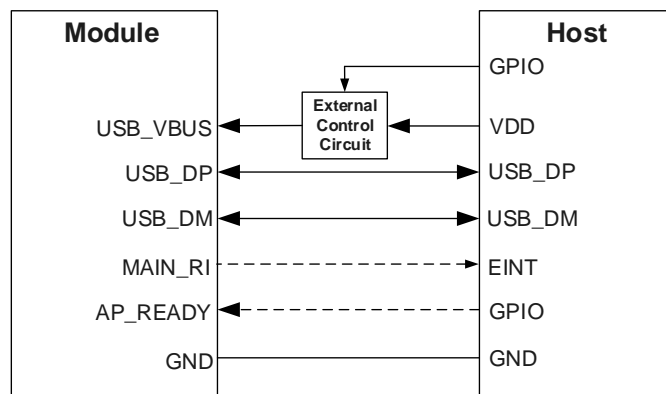 Module
Host
GPIO
External
Control
Circuit
USB_VBUS
VDD
USB_DP
USB_DP
USB_DM
USB_DM
MAIN_RI
EINT
AP_READY
GPIO
GND
GND